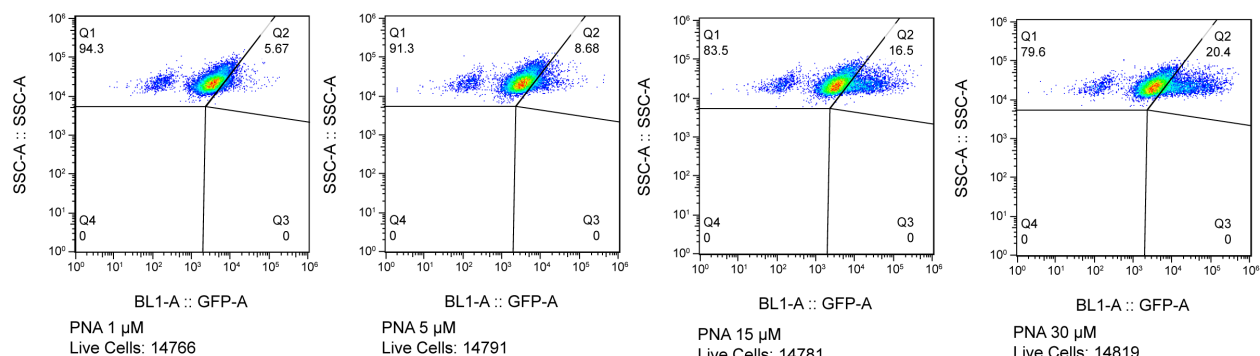 SSC-A :: SSC-A
10⁶
10⁵
10⁴
10³
10²
10¹
10⁰
Q1
94.3
Q2
5.67
Q4
0
Q3
0
10⁰ 10¹ 10² 10³ 10⁴ 10⁵ 10⁶
BL1-A :: GFP-A
PNA 1 µM
Live Cells: 14766
SSC-A :: SSC-A
10⁶
10⁵
10⁴
10³
10²
10¹
10⁰
Q1
91.3
Q2
8.68
Q4
0
Q3
0
10⁰ 10¹ 10² 10³ 10⁴ 10⁵ 10⁶
BL1-A :: GFP-A
PNA 5 µM
Live Cells: 14791
SSC-A :: SSC-A
10⁶
10⁵
10⁴
10³
10²
10¹
10⁰
Q1
83.5
Q2
16.5
Q4
0
Q3
0
10⁰ 10¹ 10² 10³ 10⁴ 10⁵ 10⁶
BL1-A :: GFP-A
PNA 15 µM
Live Cells: 14781
SSC-A :: SSC-A
10⁶
10⁵
10⁴
10³
10²
10¹
10⁰
Q1
79.6
Q2
20.4
Q4
0
Q3
0
10⁰ 10¹ 10² 10³ 10⁴ 10⁵ 10⁶
BL1-A :: GFP-A
PNA 30 µM
Live Cells: 14819